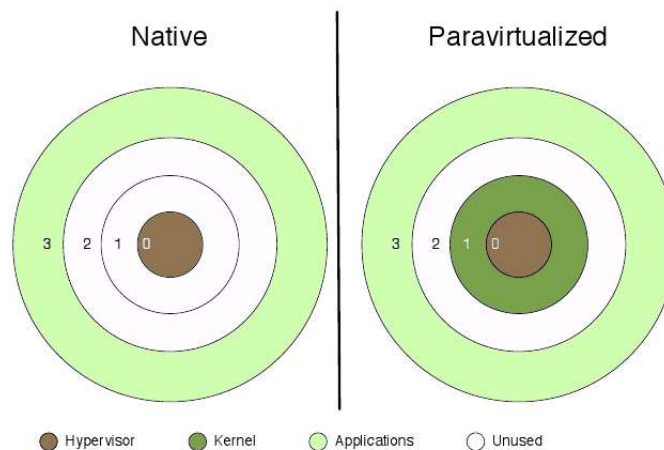 Native
Paravirtualized
3 2 1 0
3 2 1 0
Hypervisor Kernel Applications Unused